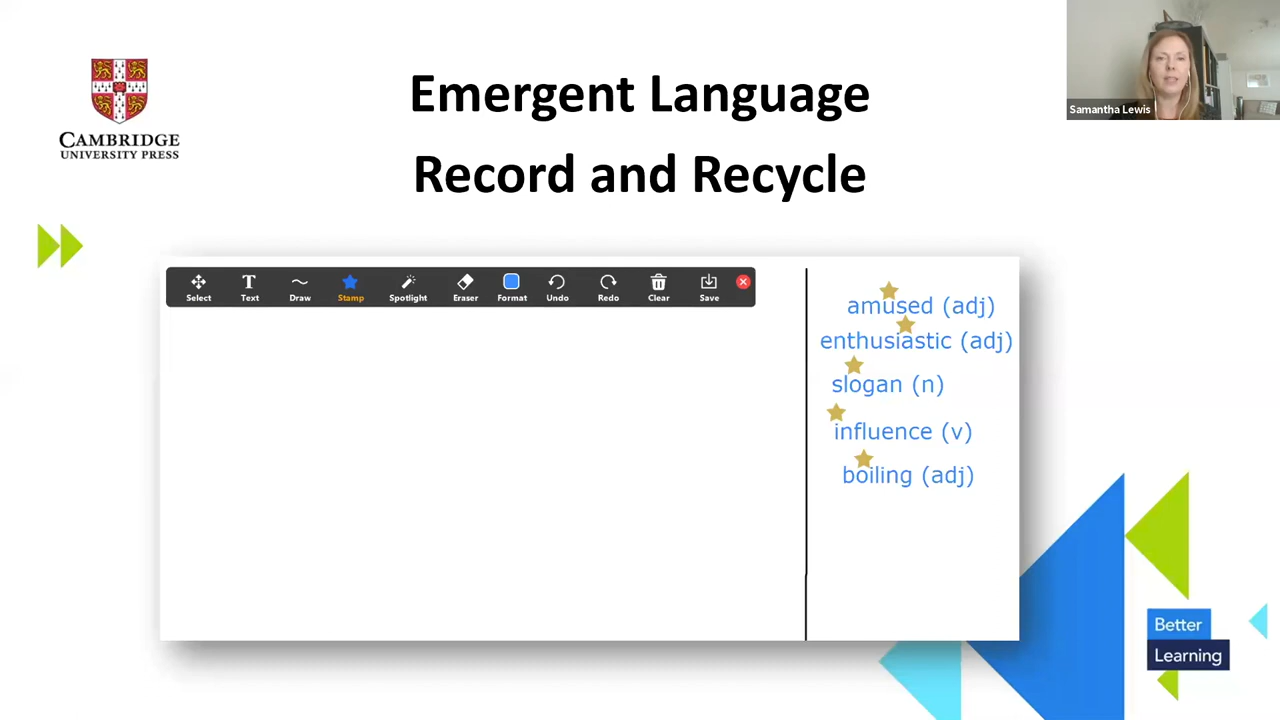 Emergent Language
Record and Recycle
CAMBRIDGE
UNIVERSITY PRESS
Samantha Lewis
Select Text Draw Stamp Spotlight Eraser Format Undo Redo Clear Save
amused (adj)
enthusiastic (adj)
slogan (n)
influence (v)
boiling (adj)
Better
Learning